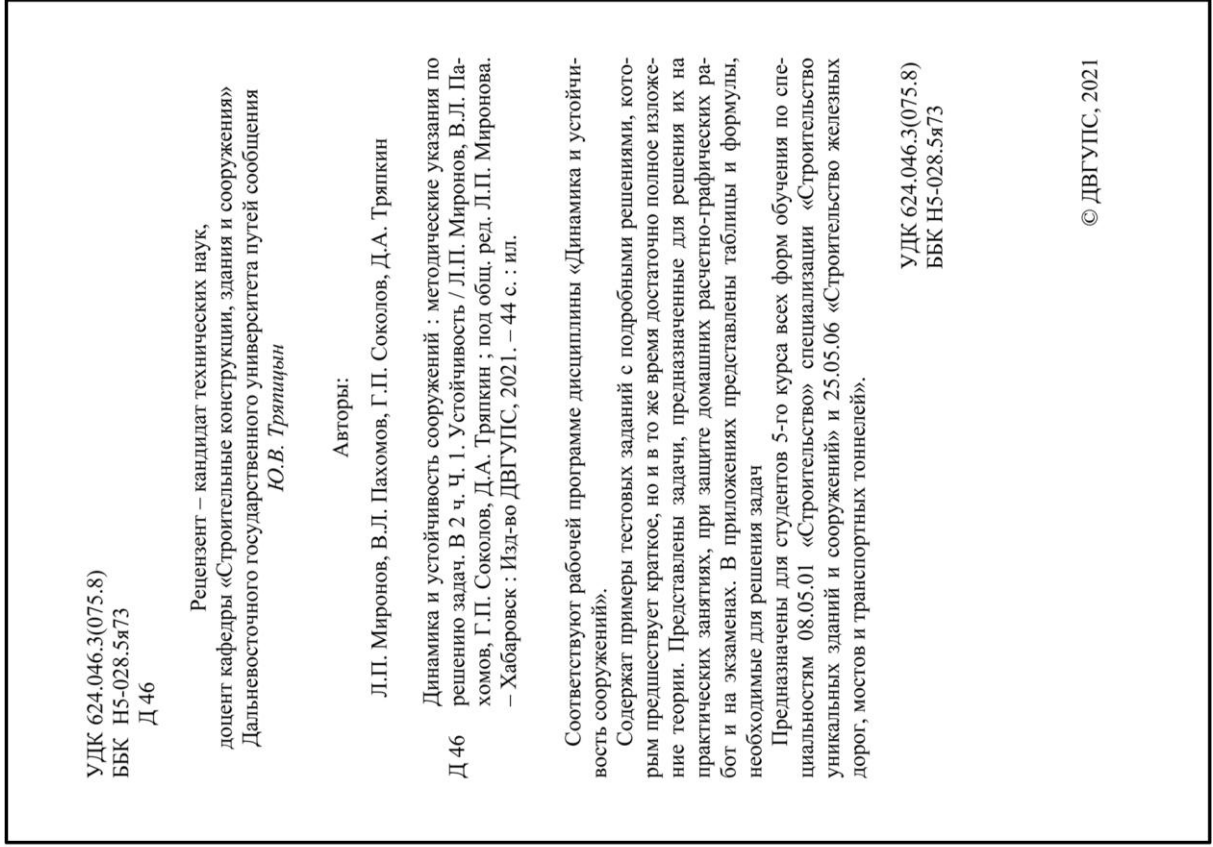 УДК 624.046.3(075.8)
ББК Н5-028.5я73
Д 46
Рецензент – кандидат технических наук,
доцент кафедры «Строительные конструкции, здания и сооружения»
Дальневосточного государственного университета путей сообщения
Ю.В. Тряпицын
Авторы:
Л.П. Миронов, В.Л. Пахомов, Г.П. Соколов, Д.А. Тряпкин
Динамика и устойчивость сооружений : методические указания по
Д 46 решению задач. В 2 ч. Ч. 1. Устойчивость / Л.П. Миронов, В.Л. Па-
хомов, Г.П. Соколов, Д.А. Тряпкин ; под общ. ред. Л.П. Миронова.
– Хабаровск : Изд-во ДВГУПС, 2021. – 44 с. : ил.
Соответствуют рабочей программе дисциплины «Динамика и устойчи-
вость сооружений».
Содержат примеры тестовых заданий с подробными решениями, кото-
рым предшествует краткое, но и в то же время достаточно полное изложе-
ние теории. Представлены задачи, предназначенные для решения их на
практических занятиях, при защите домашних расчетно-графических ра-
бот и на экзаменах. В приложениях представлены таблицы и формулы,
необходимые для решения задач
Предназначены для студентов 5-го курса всех форм обучения по спе-
циальностям 08.05.01 «Строительство» специализации «Строительство
уникальных зданий и сооружений» и 25.05.06 «Строительство железных
дорог, мостов и транспортных тоннелей».
УДК 624.046.3(075.8)
ББК Н5-028.5я73
© ДВГУПС, 2021